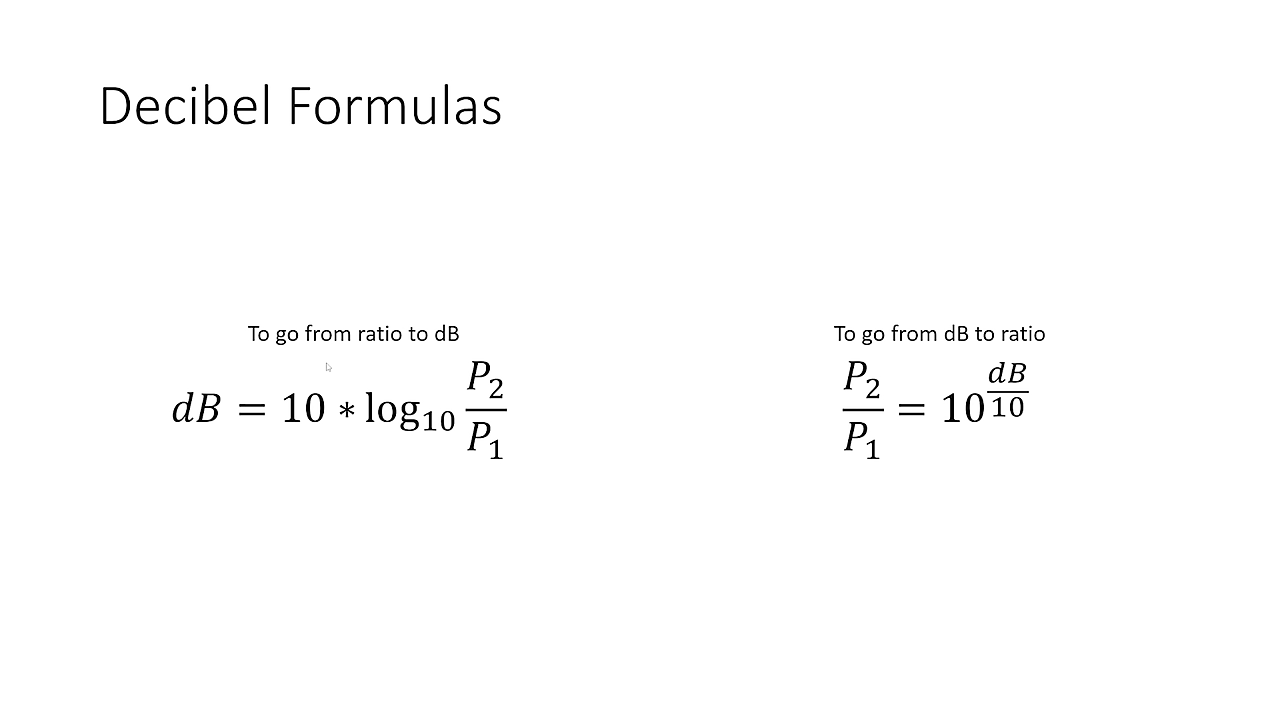 Decibel Formulas
To go from ratio to dB
dB = 10 * log₁₀ P₂/P₁
To go from dB to ratio
P₂/P₁ = 10^(dB/10)